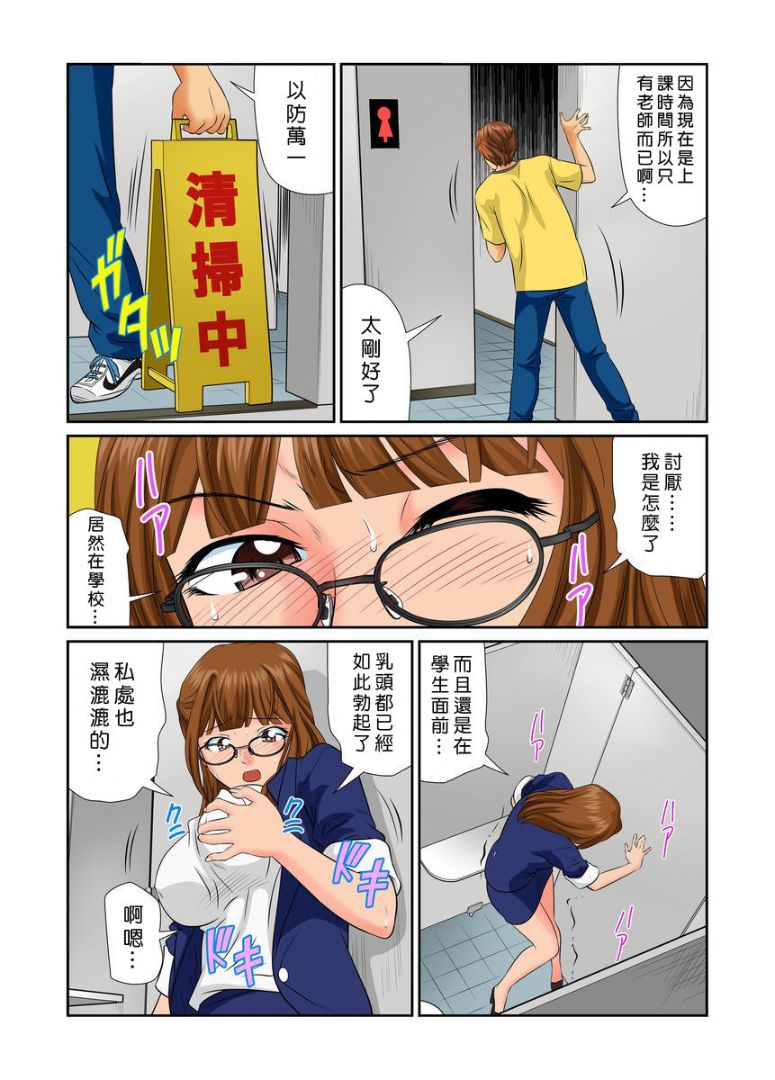 因為現在是上
課時間所以只
有老師而已啊…
太剛好了
以防萬一
清掃中
ガタッ
討厭……
我是怎麼了
ハァ
ハァ
居然在學校…
而且還是在
學生面前…
ハァ
ハァ
ハァ
乳頭都已經
如此勃起了
私處也
濕漉漉的…
クニ
クニ
ドキ
ドキ
啊嗯…